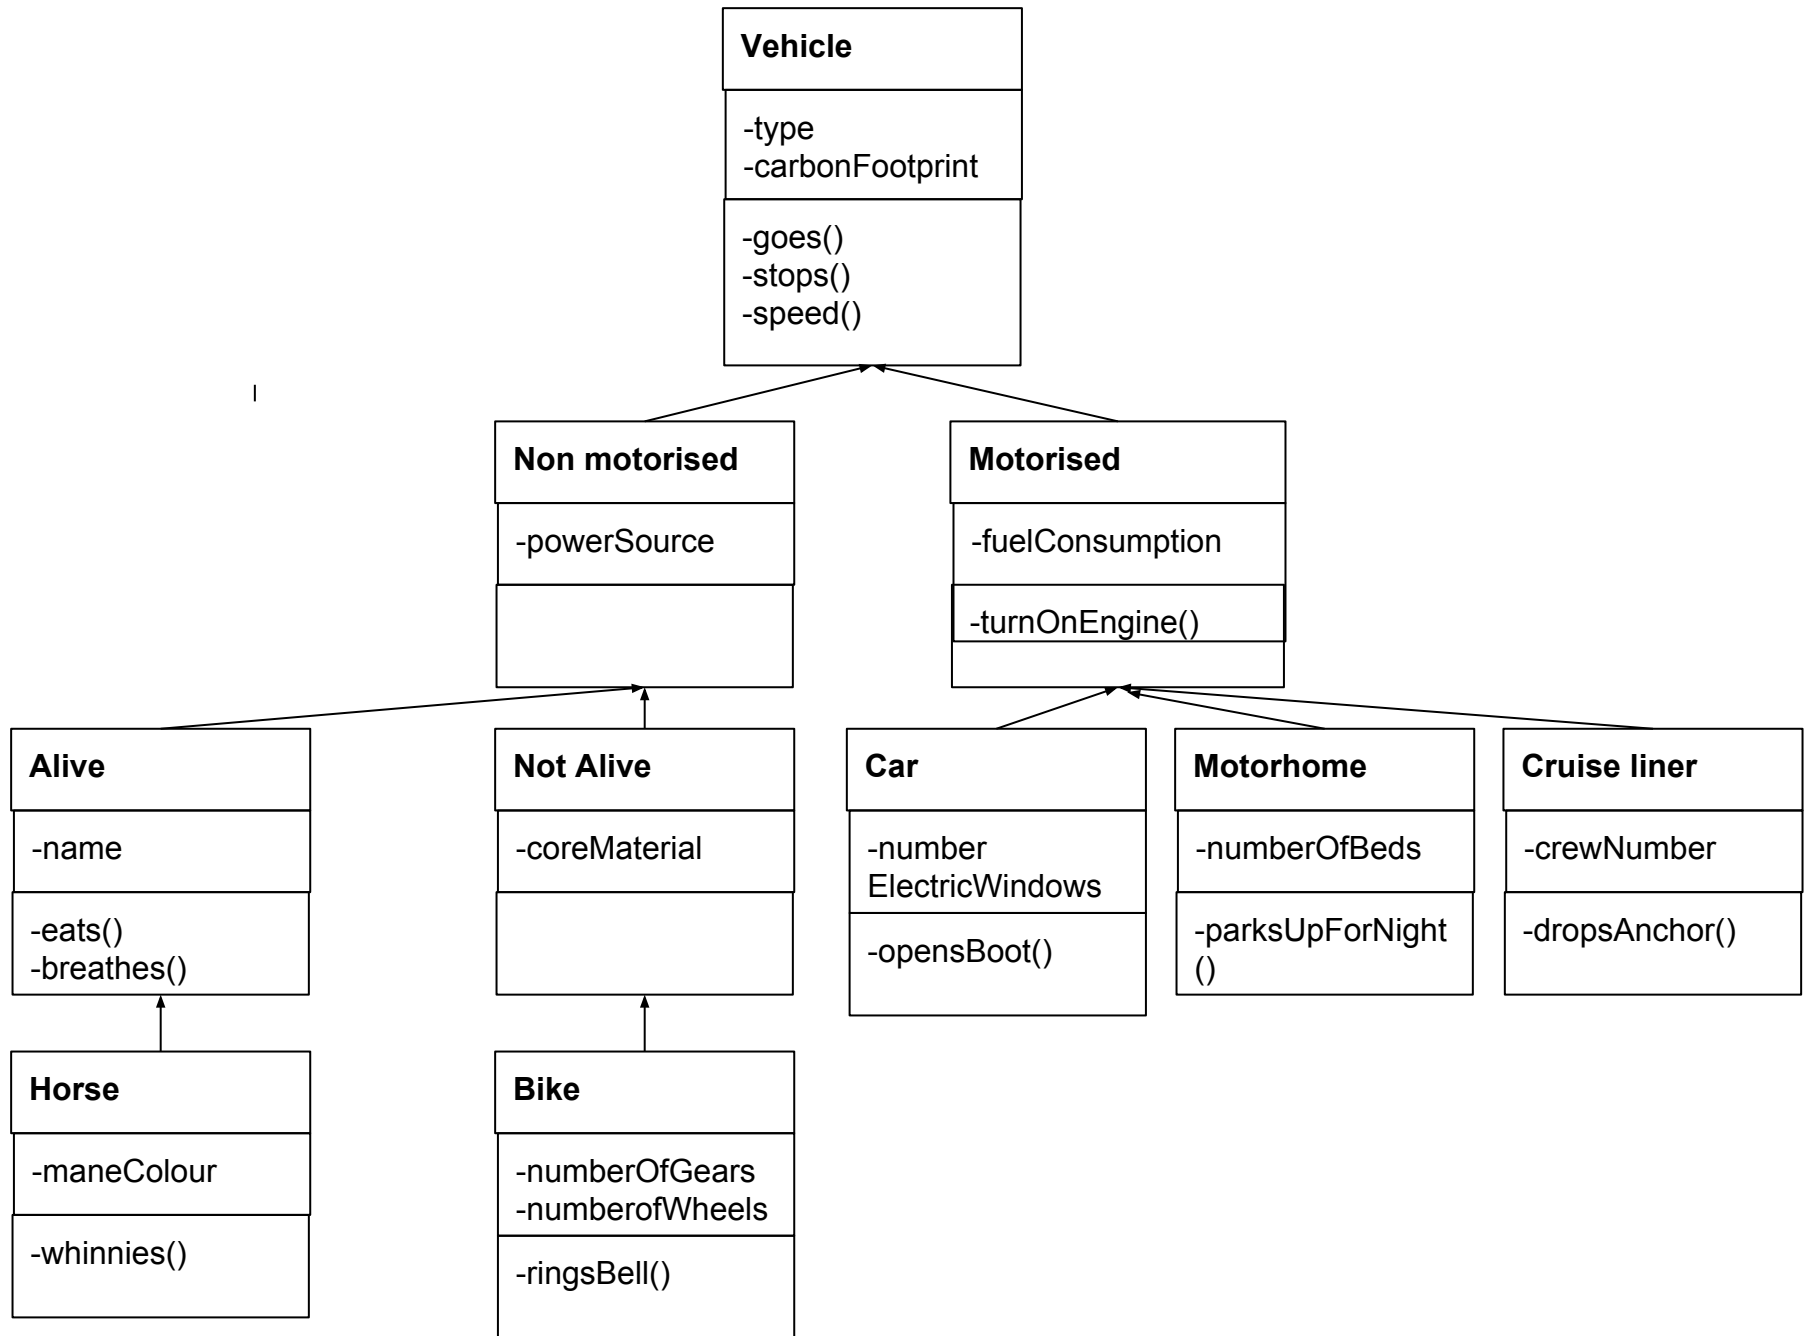 Vehicle
-type
-carbonFootprint
-goes()
-stops()
-speed()
Non motorised
-powerSource
Motorised
-fuelConsumption
-turnOnEngine()
Alive
-name
-eats()
-breathes()
Not Alive
-coreMaterial
Car
-number
ElectricWindows
-opensBoot()
Motorhome
-numberOfBeds
-parksUpForNight
()
Cruise liner
-crewNumber
-dropsAnchor()
Horse
-maneColour
-whinnies()
Bike
-numberOfGears
-numberofWheels
-ringsBell()